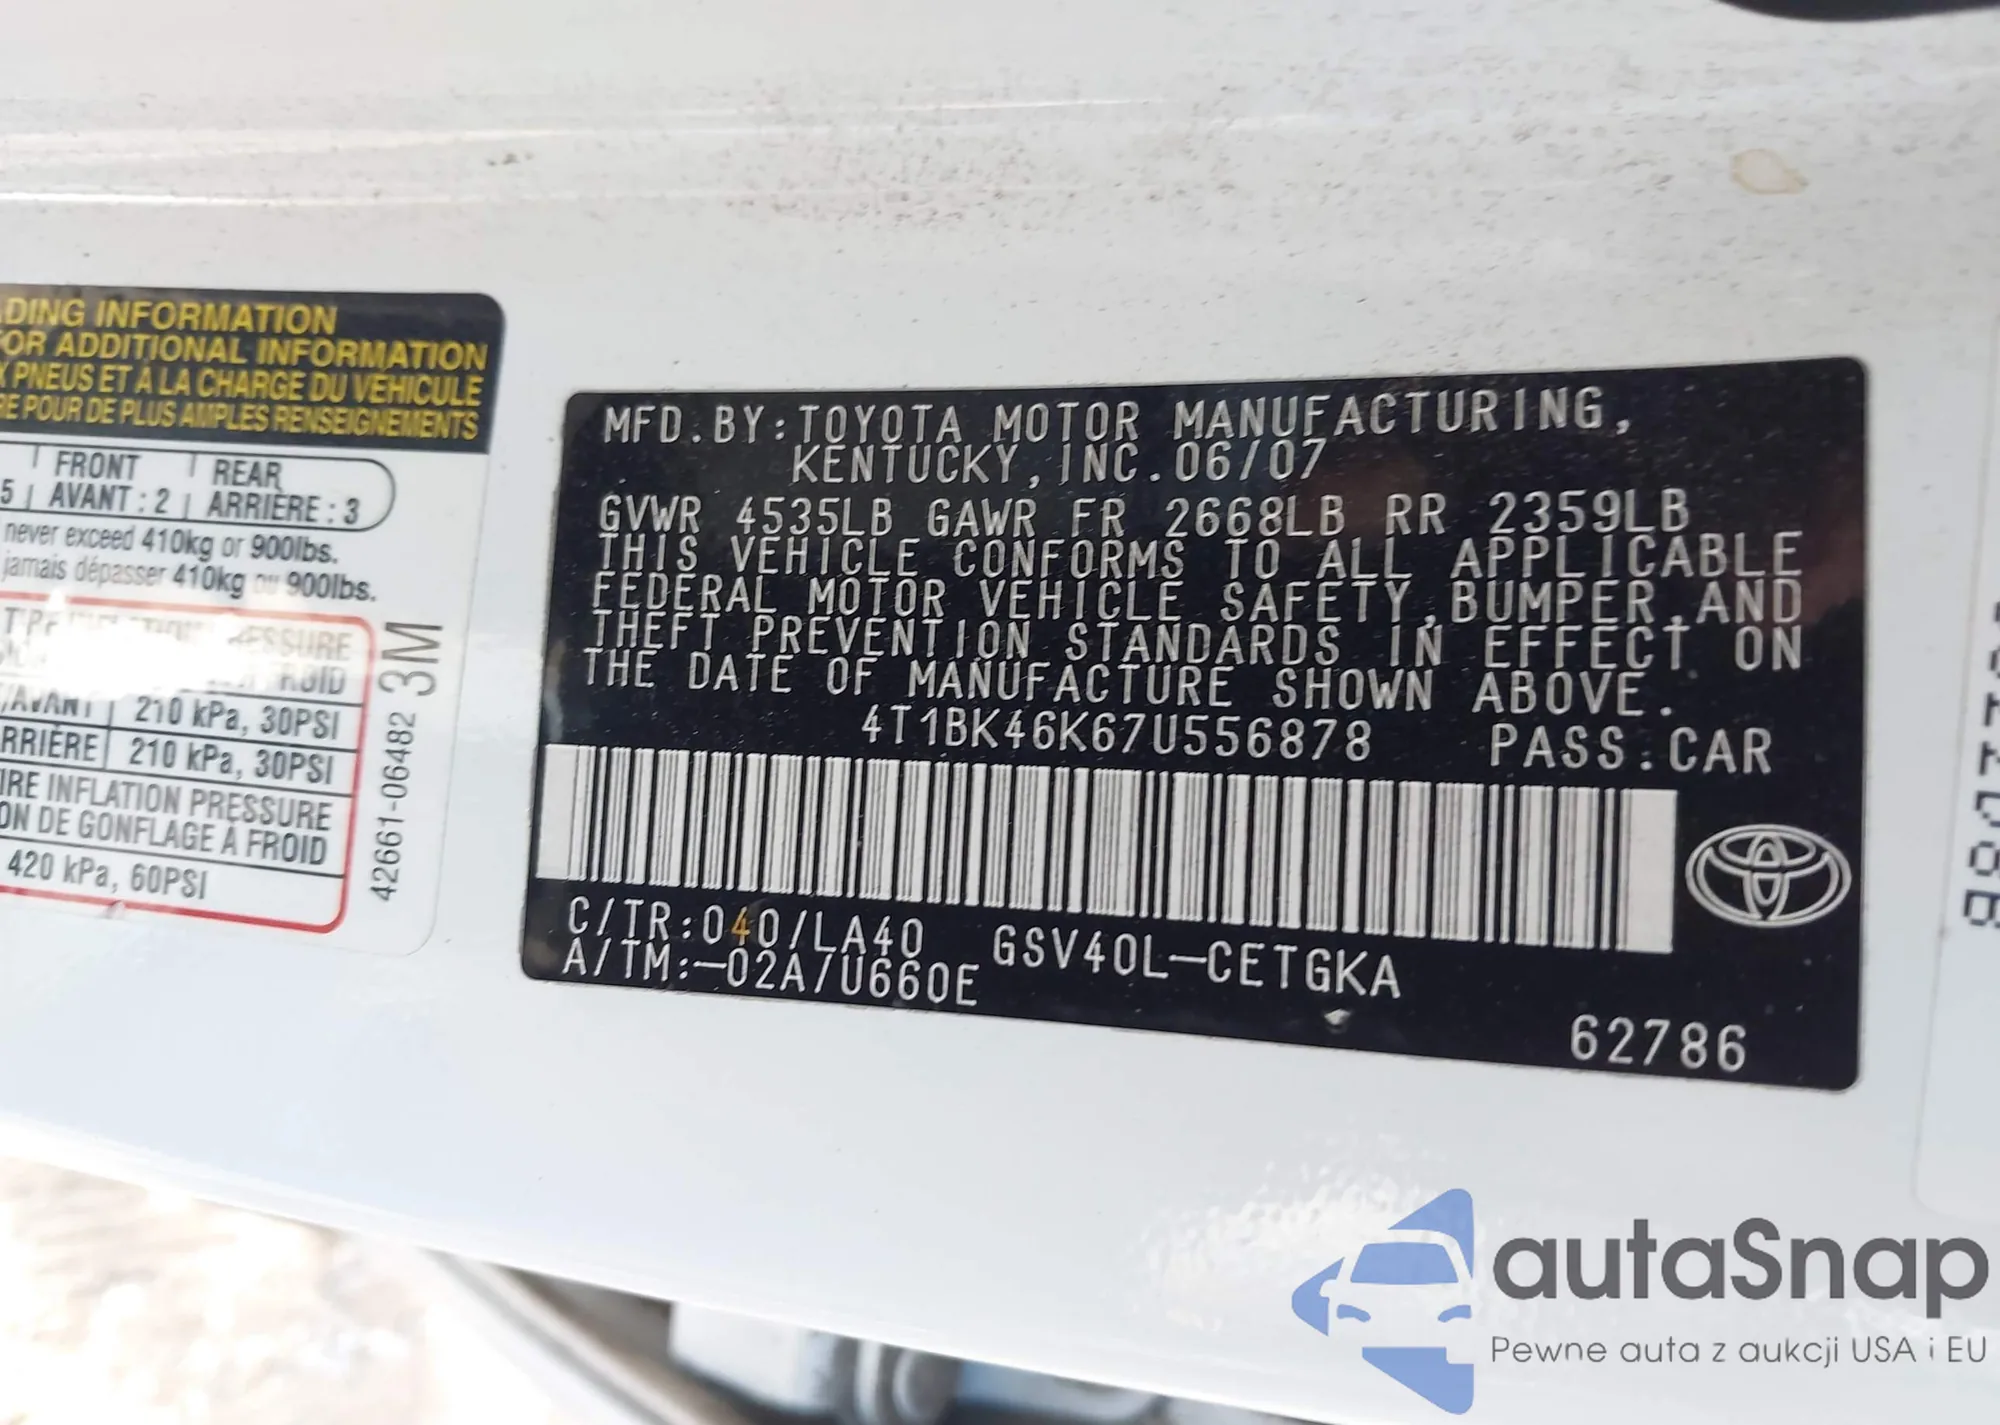 DING INFORMATION
OR ADDITIONAL INFORMATION
X PNEUS ET À LA CHARGE DU VÉHICULE
RE POUR DE PLUS AMPLES RENSEIGNEMENTS
FRONT REAR
5 AVANT : 2 ARRIÈRE : 3
never exceed 410kg or 900lbs.
jamais dépasser 410kg ou 900lbs.
PRESSURE
FROID
/AVANT 210 kPa, 30PSI
RRIÈRE 210 kPa, 30PSI
IRE INFLATION PRESSURE
ON DE GONFLAGE À FROID
420 kPa, 60PSI
42661-06482 3M
MFD.BY:TOYOTA MOTOR MANUFACTURING,
KENTUCKY,INC.06/07
GVWR 4535LB GAWR FR 2668LB RR 2359LB
THIS VEHICLE CONFORMS TO ALL APPLICABLE
FEDERAL MOTOR VEHICLE SAFETY,BUMPER,AND
THEFT PREVENTION STANDARDS IN EFFECT ON
THE DATE OF MANUFACTURE SHOWN ABOVE.
4T1BK46K67U556878 PASS.CAR
C/TR:040/LA40 GSV40L-CETGKA
A/TM:-02A/U660E
62786
autaSnap
Pewne auta z aukcji USA i EU